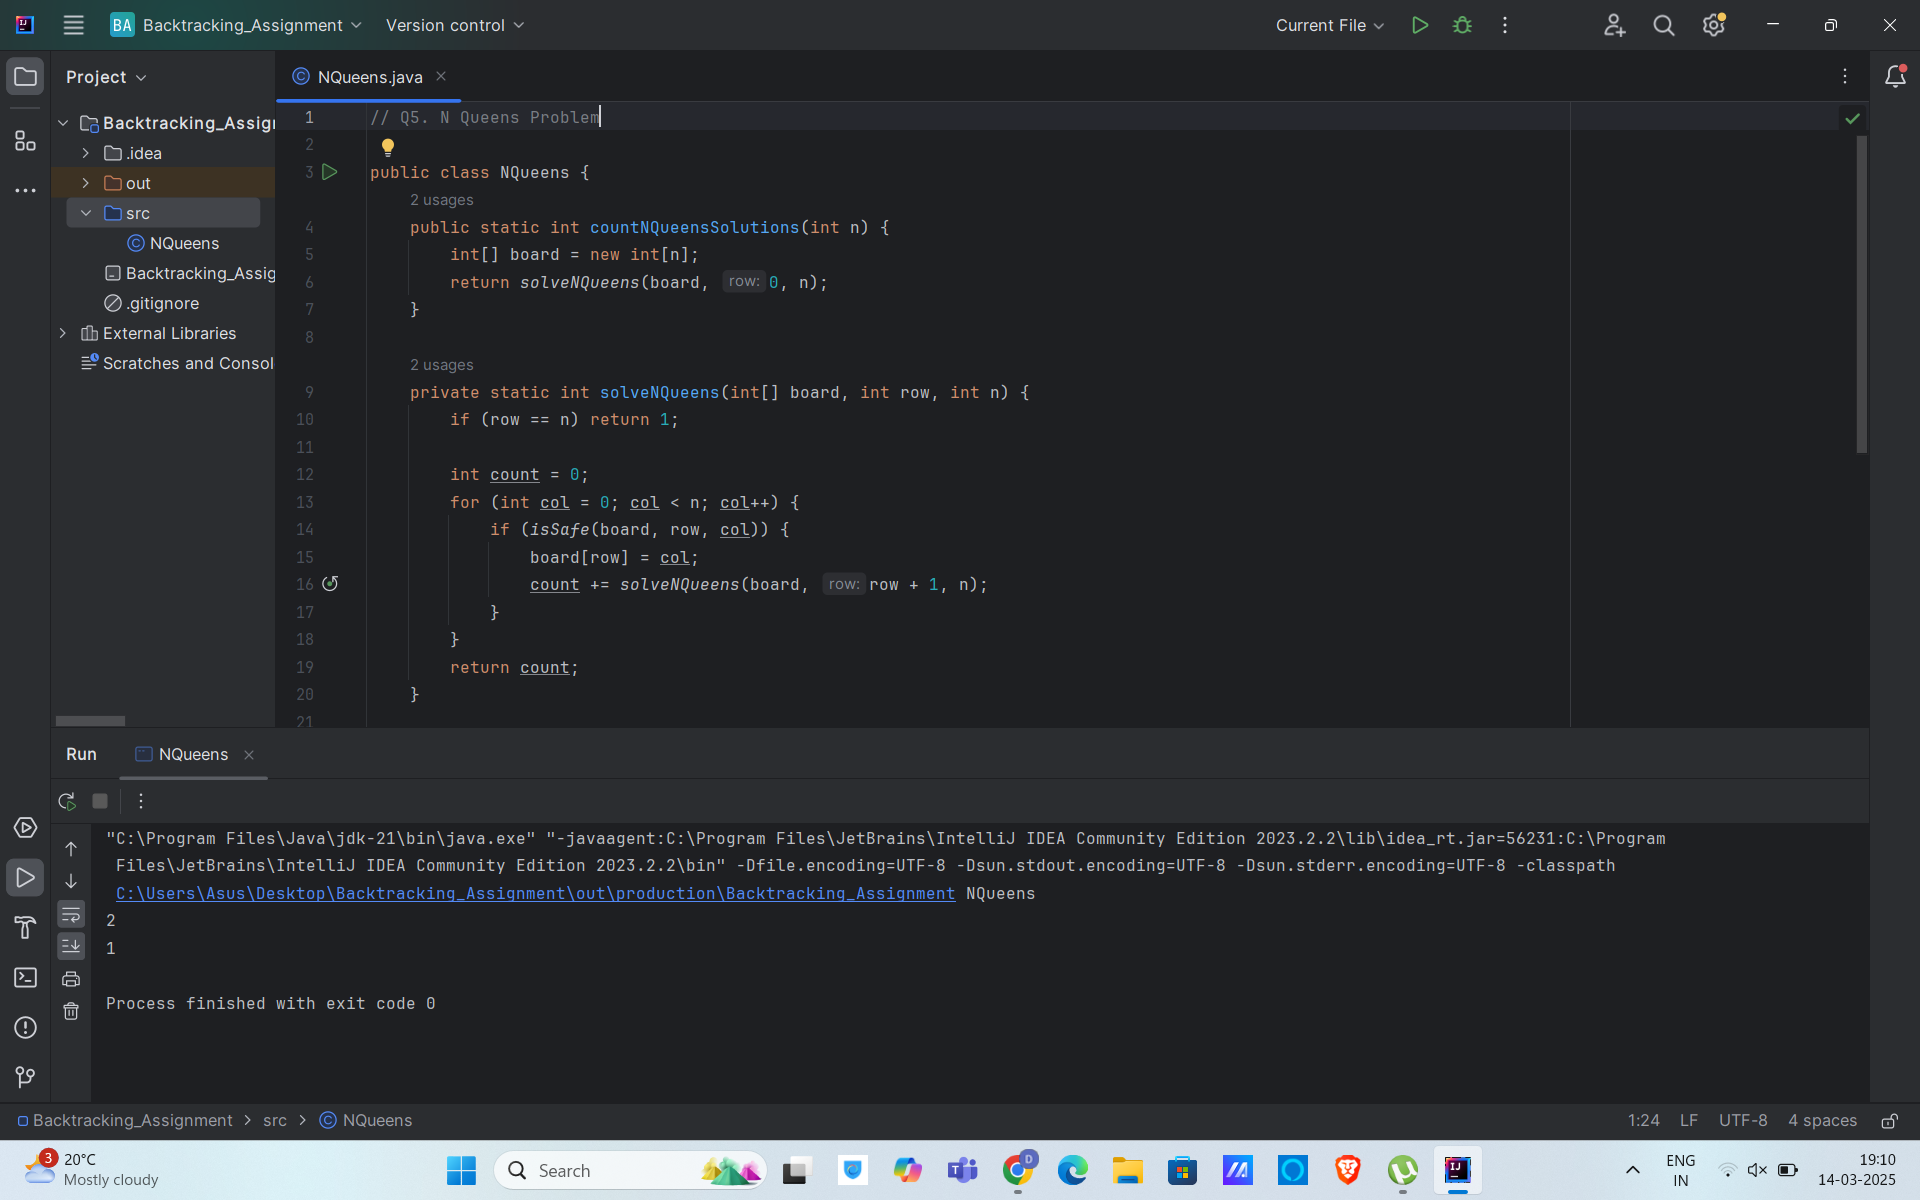 BA Backtracking_Assignment Version control Current File
Project
NQueens.java
Backtracking_Assign
.idea
out
src
NQueens
Backtracking_Assig
.gitignore
External Libraries
Scratches and Consol
1 // Q5. N Queens Problem
2
3 public class NQueens {
2 usages
4 public static int countNQueensSolutions(int n) {
5 int[] board = new int[n];
6 return solveNQueens(board, row: 0, n);
7 }
8
2 usages
9 private static int solveNQueens(int[] board, int row, int n) {
10 if (row == n) return 1;
11
12 int count = 0;
13 for (int col = 0; col < n; col++) {
14 if (isSafe(board, row, col)) {
15 board[row] = col;
16 count += solveNQueens(board, row: row + 1, n);
17 }
18 }
19 return count;
20 }
21
Run NQueens
"C:\Program Files\Java\jdk-21\bin\java.exe" "-javaagent:C:\Program Files\JetBrains\IntelliJ IDEA Community Edition 2023.2.2\lib\idea_rt.jar=56231:C:\Program
Files\JetBrains\IntelliJ IDEA Community Edition 2023.2.2\bin" -Dfile.encoding=UTF-8 -Dsun.stdout.encoding=UTF-8 -Dsun.stderr.encoding=UTF-8 -classpath
C:\Users\Asus\Desktop\Backtracking_Assignment\out\production\Backtracking_Assignment NQueens
2
1
Process finished with exit code 0
Backtracking_Assignment > src > NQueens
1:24 LF UTF-8 4 spaces
3
20°C
Mostly cloudy
Search
D
ENG
IN
19:10
14-03-2025